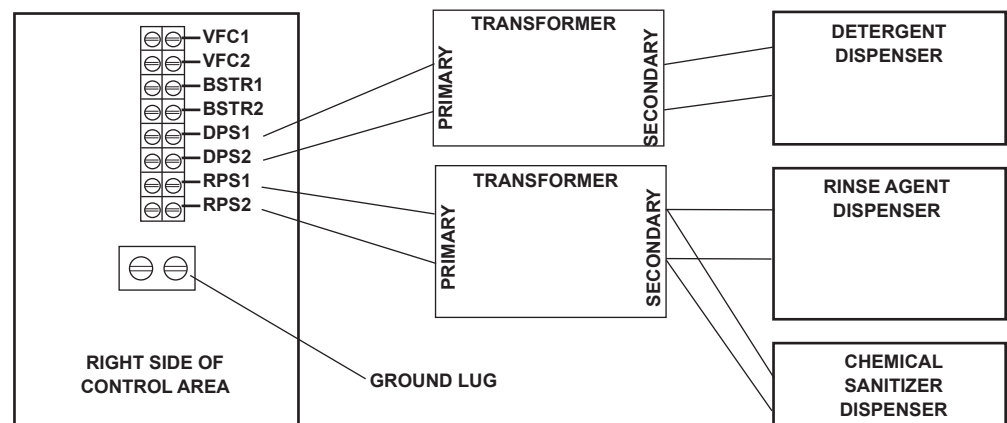 VFC1
VFC2
BSTR1
BSTR2
DPS1
DPS2
RPS1
RPS2
RIGHT SIDE OF
CONTROL AREA
GROUND LUG
TRANSFORMER
PRIMARY
SECONDARY
TRANSFORMER
PRIMARY
SECONDARY
DETERGENT
DISPENSER
RINSE AGENT
DISPENSER
CHEMICAL
SANITIZER
DISPENSER